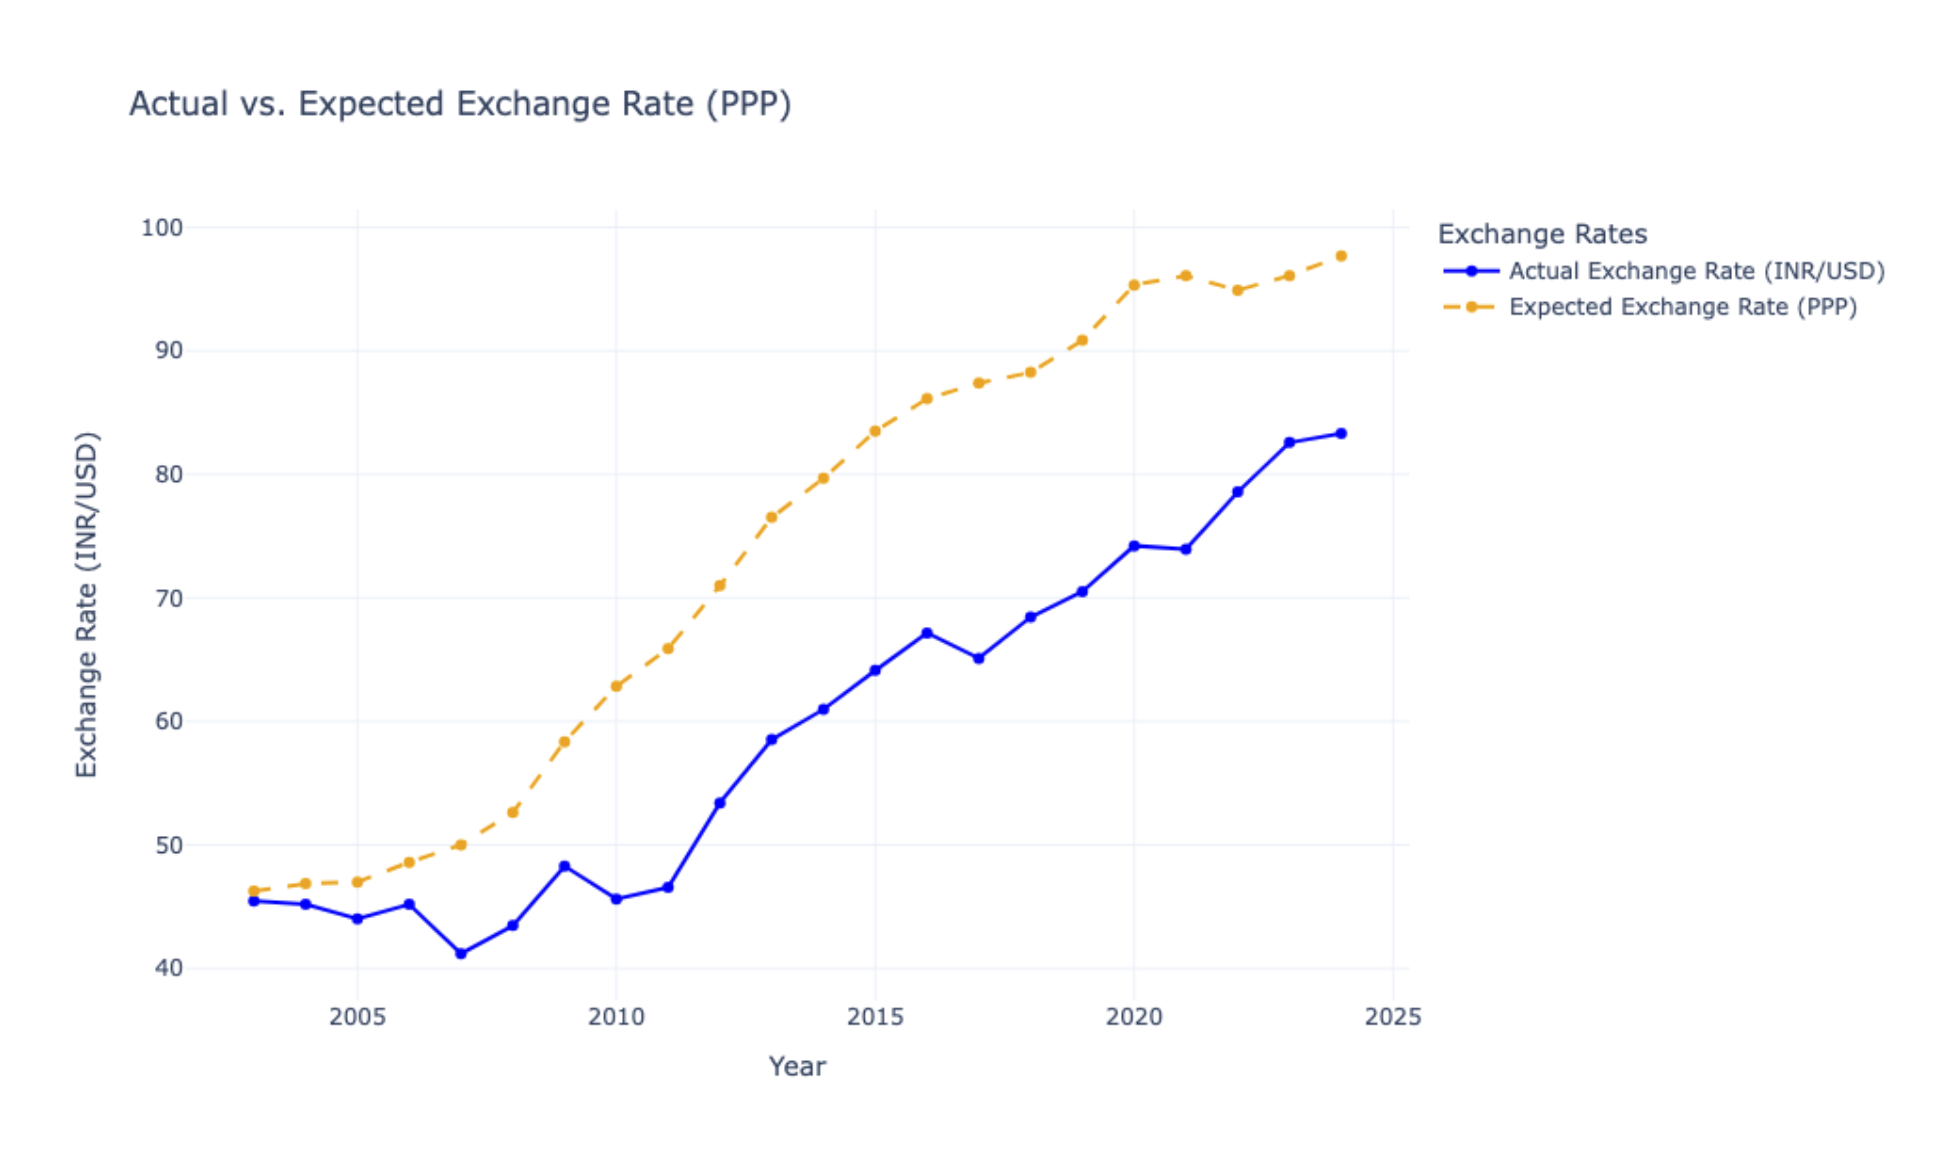 Actual vs. Expected Exchange Rate (PPP)
Exchange Rates
Actual Exchange Rate (INR/USD)
Expected Exchange Rate (PPP)
Exchange Rate (INR/USD)
100
90
80
70
60
50
40
2005
2010
2015
2020
2025
Year